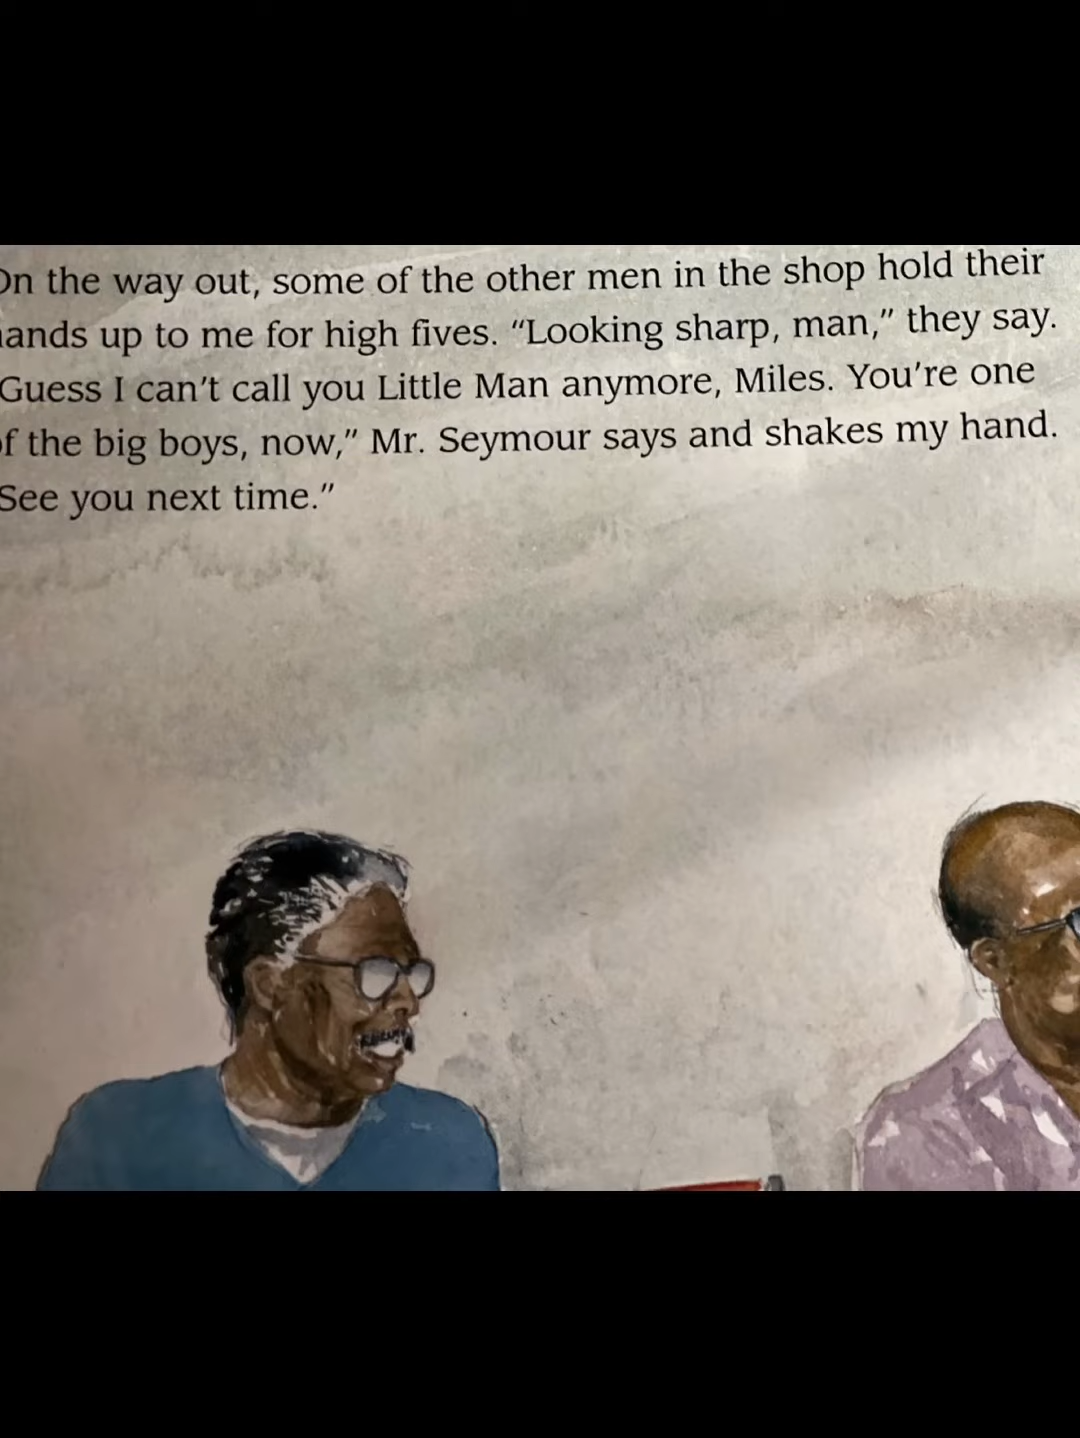 On the way out, some of the other men in the shop hold their
hands up to me for high fives. “Looking sharp, man,” they say.
Guess I can’t call you Little Man anymore, Miles. You’re one
of the big boys, now,” Mr. Seymour says and shakes my hand.
See you next time.”